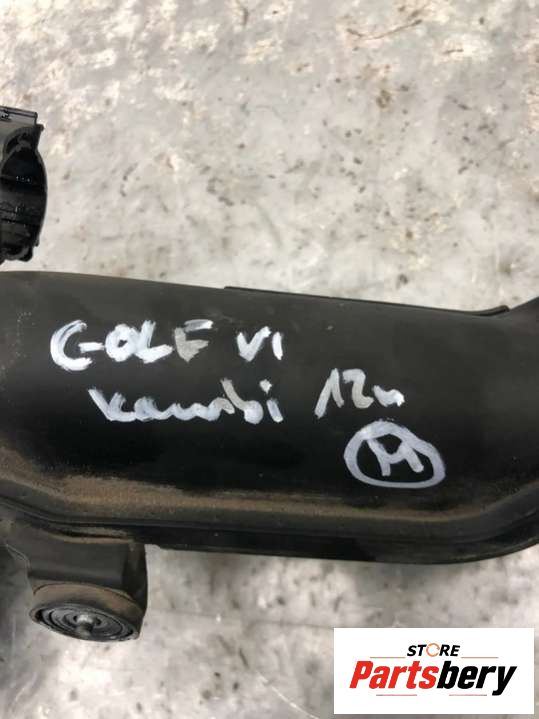 GOLF VI
kombi 12r
M
STORE
Partsbery